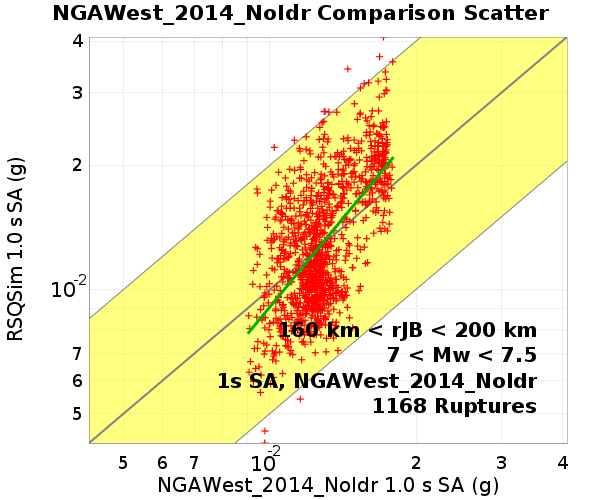 NGAWest_2014_NoIdr Comparison Scatter
RSQSim 1.0 s SA (g)
4
3
2
10-2
7
6
5
160 km < rJB < 200 km
7 < Mw < 7.5
1s SA, NGAWest_2014_NoIdr
1168 Ruptures
5 6 7 10-2 2 3 4
NGAWest_2014_NoIdr 1.0 s SA (g)